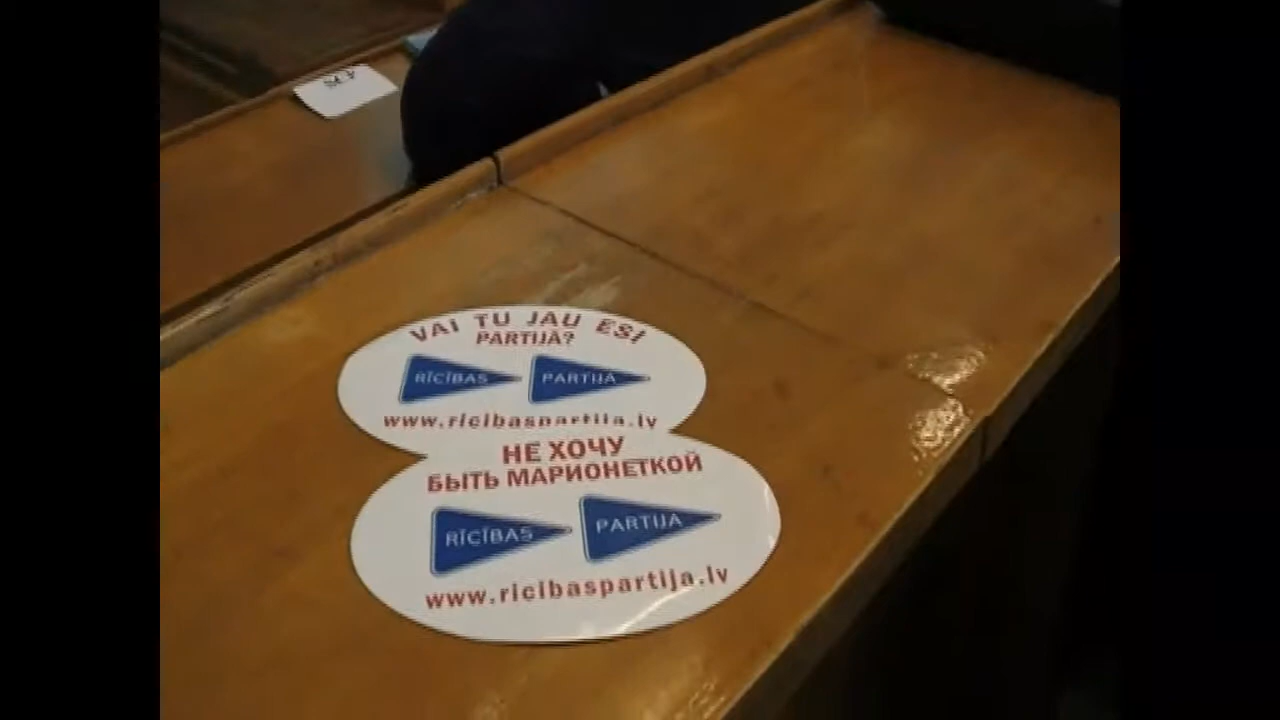 VAI TU JAU ESI
PARTIJĀ?
RĪCĪBAS PARTIJA
www.ricibaspartija.lv
НЕ ХОЧУ
БЫТЬ МАРИОНЕТКОЙ
RĪCĪBAS PARTIJA
www.ricibaspartija.lv